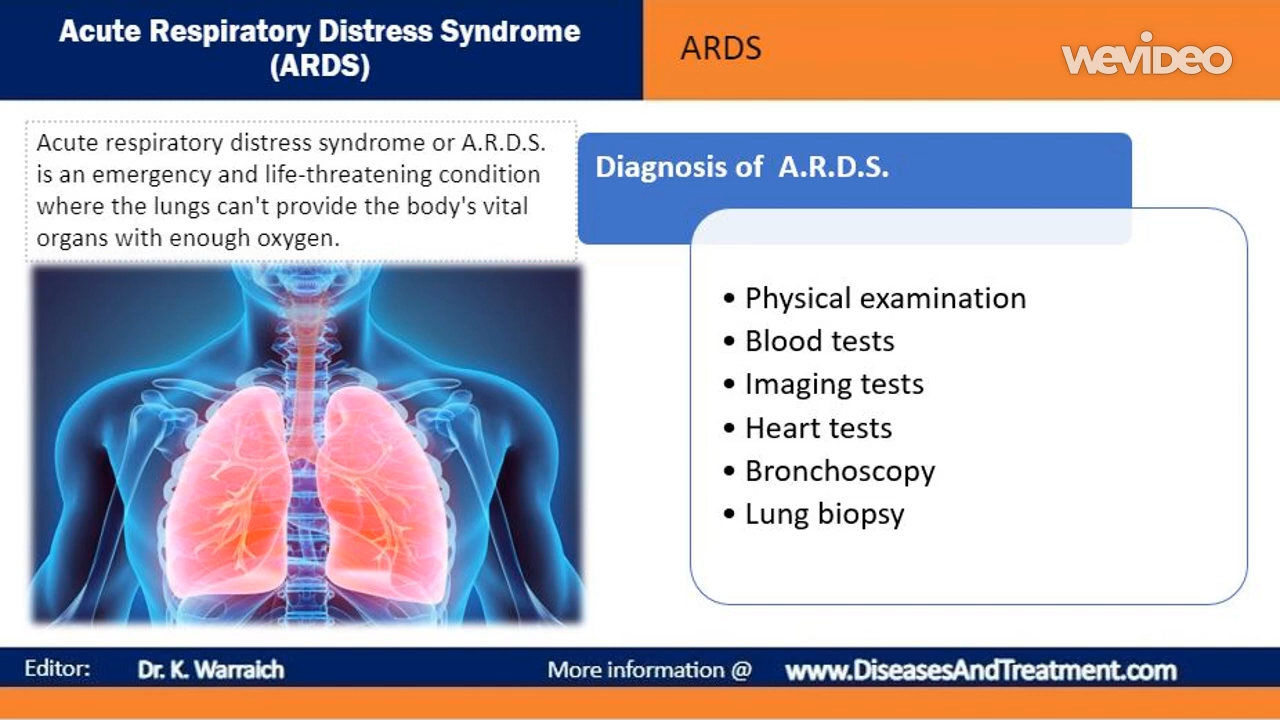 Acute Respiratory Distress Syndrome
(ARDS)
ARDS
wevideo
Acute respiratory distress syndrome or A.R.D.S.
is an emergency and life-threatening condition
where the lungs can't provide the body's vital
organs with enough oxygen.
Diagnosis of A.R.D.S.
• Physical examination
• Blood tests
• Imaging tests
• Heart tests
• Bronchoscopy
• Lung biopsy
Editor: Dr. K. Warraich
More information @ www.DiseasesAndTreatment.com